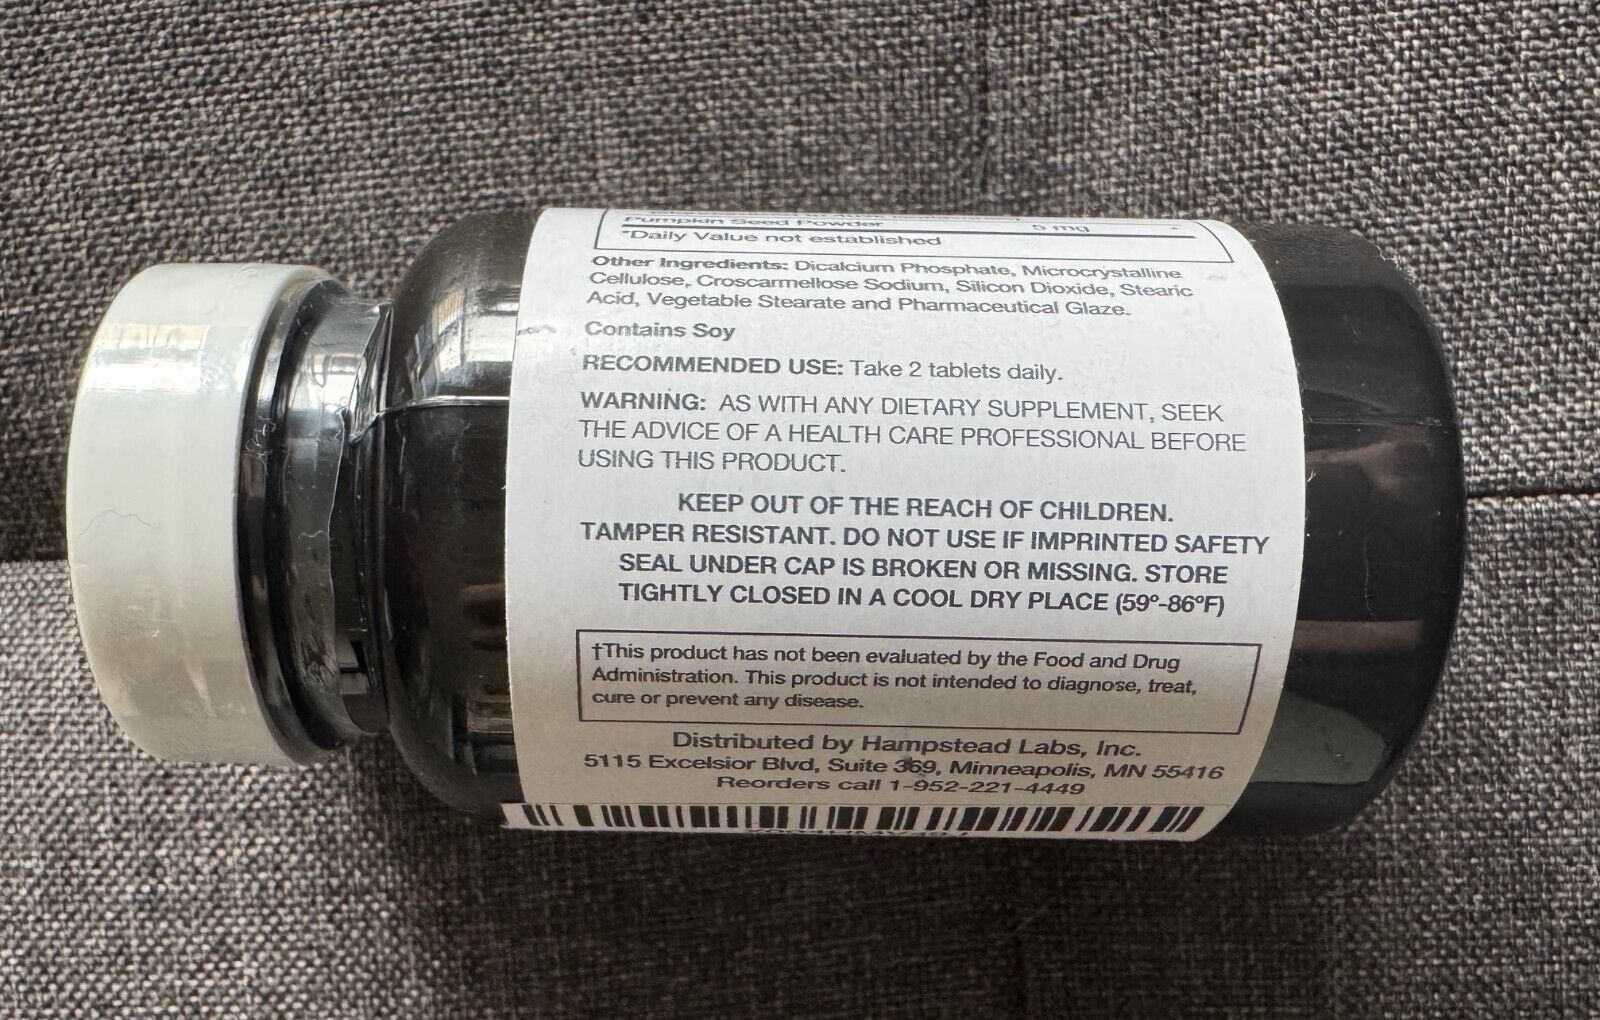 Pumpkin Seed Powder 5 mg *
*Daily Value not established
Other Ingredients: Dicalcium Phosphate, Microcrystalline
Cellulose, Croscarmellose Sodium, Silicon Dioxide, Stearic
Acid, Vegetable Stearate and Pharmaceutical Glaze.
Contains Soy
RECOMMENDED USE: Take 2 tablets daily.
WARNING: AS WITH ANY DIETARY SUPPLEMENT, SEEK
THE ADVICE OF A HEALTH CARE PROFESSIONAL BEFORE
USING THIS PRODUCT.
KEEP OUT OF THE REACH OF CHILDREN.
TAMPER RESISTANT. DO NOT USE IF IMPRINTED SAFETY
SEAL UNDER CAP IS BROKEN OR MISSING. STORE
TIGHTLY CLOSED IN A COOL DRY PLACE (59º-86ºF)
†This product has not been evaluated by the Food and Drug
Administration. This product is not intended to diagnose, treat,
cure or prevent any disease.
Distributed by Hampstead Labs, Inc.
5115 Excelsior Blvd, Suite 369, Minneapolis, MN 55416
Reorders call 1-952-221-4449